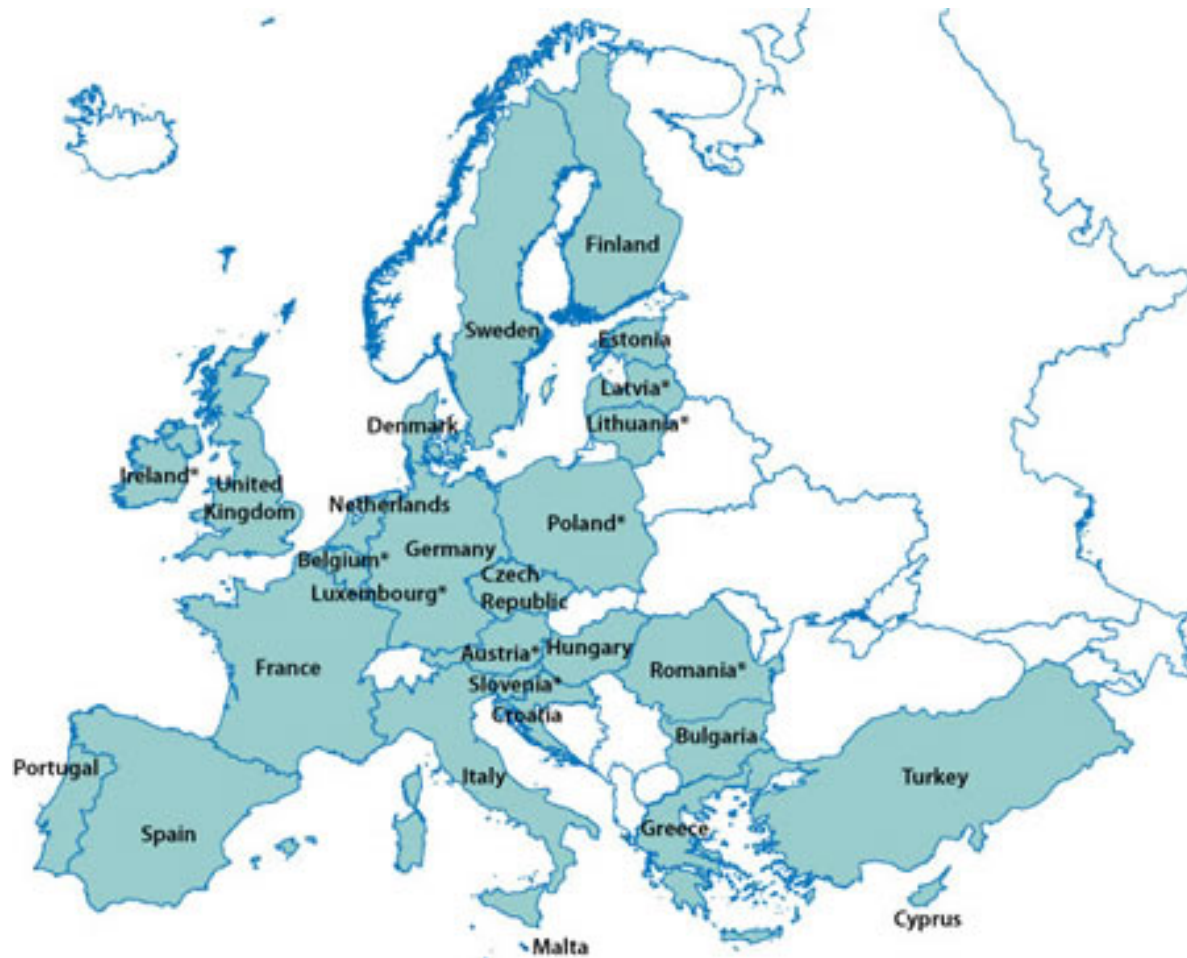 Finland
Sweden
Estonia
Latvia*
Denmark
Lithuania*
Ireland*
United
Kingdom
Netherlands
Poland*
Germany
Belgium*
Czech
Republic
Luxembourg*
Austria*
Hungary
France
Romania*
Slovenia*
Croatia
Bulgaria
Portugal
Italy
Turkey
Spain
Greece
Cyprus
Malta